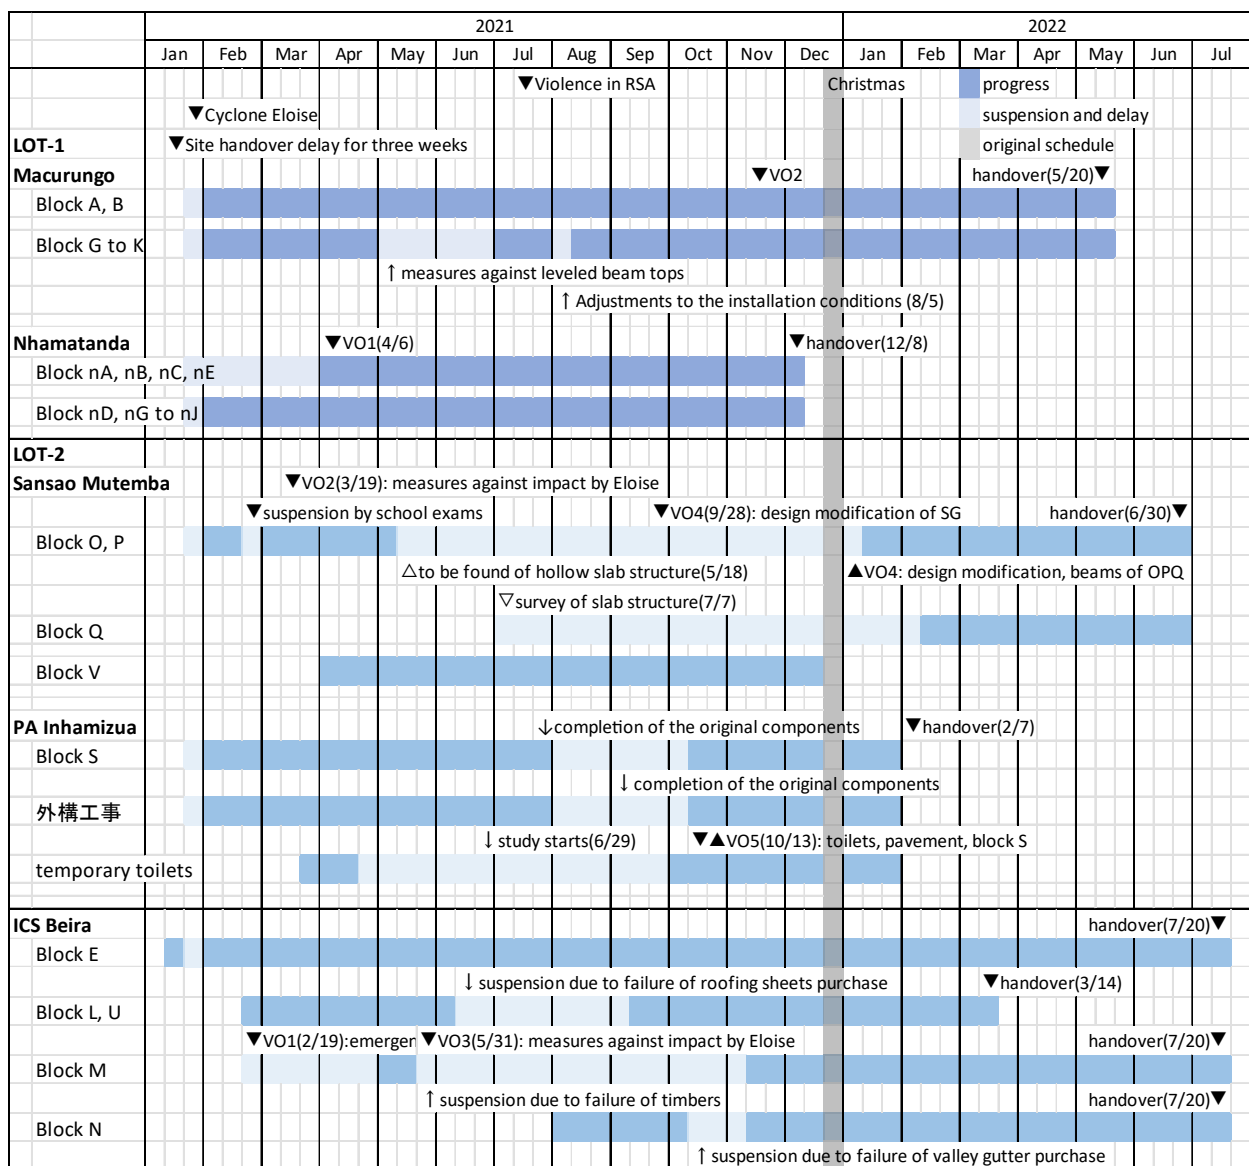 2021 2022
Jan Feb Mar Apr May Jun Jul Aug Sep Oct Nov Dec Jan Feb Mar Apr May Jun Jul
▼Violence in RSA Christmas progress
▼Cyclone Eloise suspension and delay
LOT-1 ▼Site handover delay for three weeks original schedule
Macurungo ▼VO2 handover(5/20)▼
Block A, B
Block G to K
↑ measures against leveled beam tops
↑ Adjustments to the installation conditions (8/5)
Nhamatanda ▼VO1(4/6) ▼handover(12/8)
Block nA, nB, nC, nE
Block nD, nG to nJ
LOT-2
Sansao Mutemba ▼VO2(3/19): measures against impact by Eloise
▼suspension by school exams ▼VO4(9/28): design modification of SG handover(6/30)▼
Block O, P
△to be found of hollow slab structure(5/18) ▲VO4: design modification, beams of OPQ
▽survey of slab structure(7/7)
Block Q
Block V
PA Inhamizua ↓completion of the original components ▼handover(2/7)
Block S
↓ completion of the original components
外構工事
↓ study starts(6/29) ▼▲VO5(10/13): toilets, pavement, block S
temporary toilets
ICS Beira handover(7/20)▼
Block E
↓ suspension due to failure of roofing sheets purchase ▼handover(3/14)
Block L, U
▼VO1(2/19):emergen ▼VO3(5/31): measures against impact by Eloise handover(7/20)▼
Block M
↑ suspension due to failure of timbers handover(7/20)▼
Block N
↑ suspension due to failure of valley gutter purchase